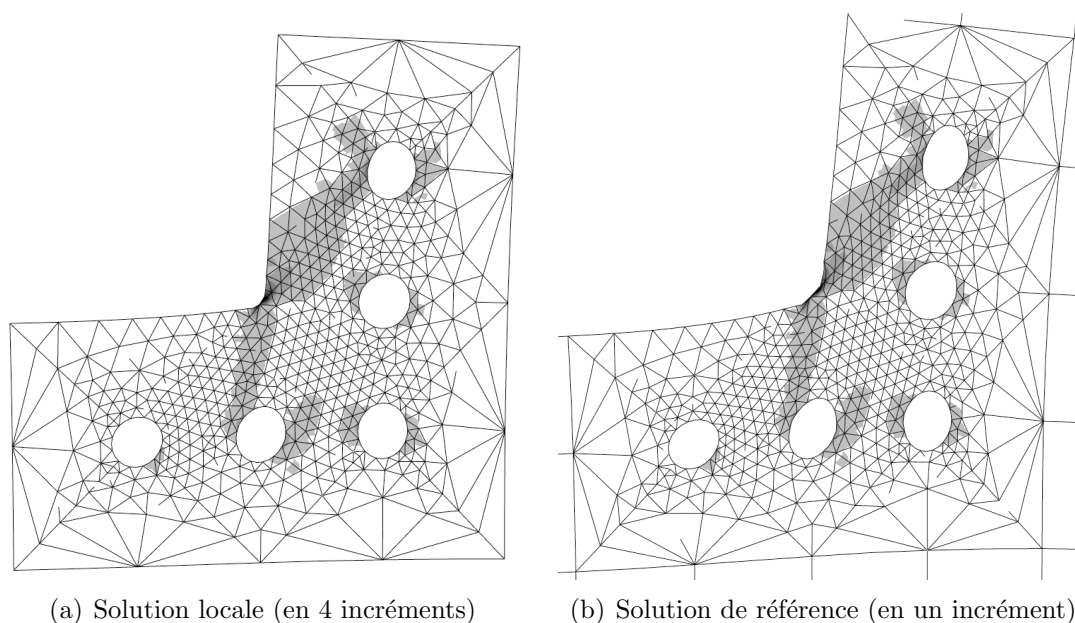 (a) Solution locale (en 4 incréments)
(b) Solution de référence (en un incrément)